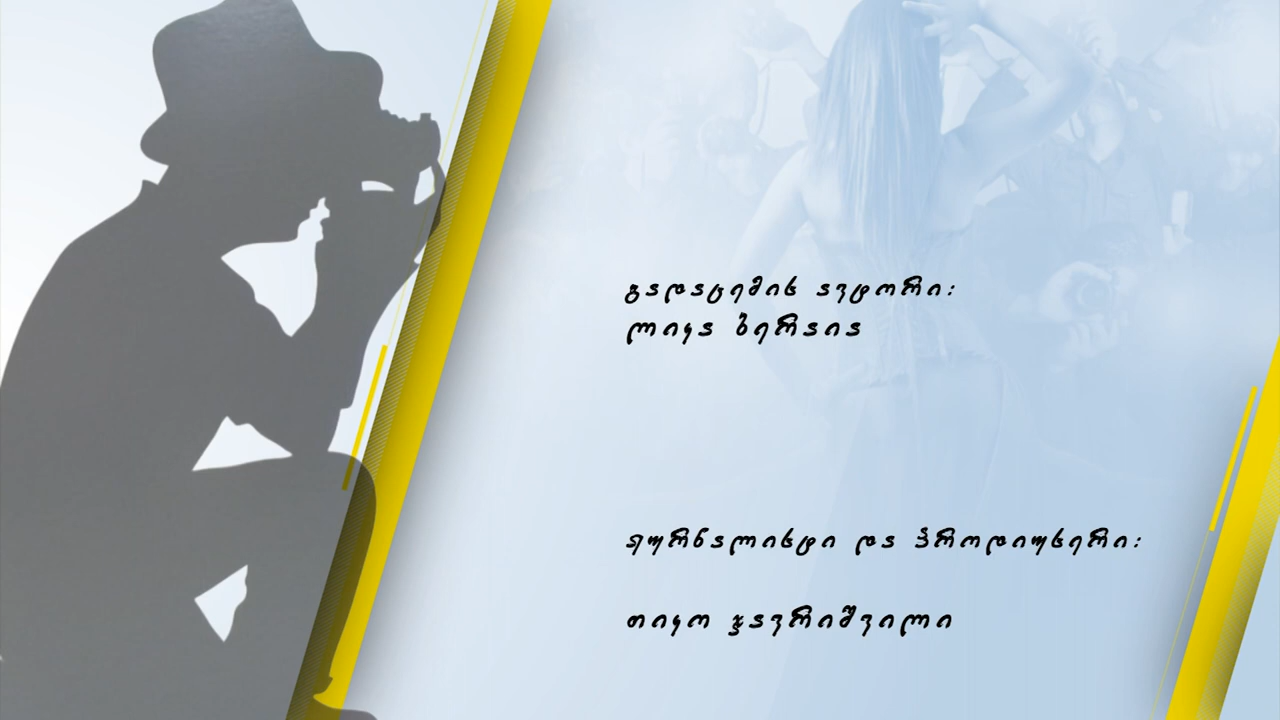 გადაცემის ავტორი:
ლიკა ბერაია
ჟურნალისტი და პროდიუსერი:
თიკო ჯავრიშვილი